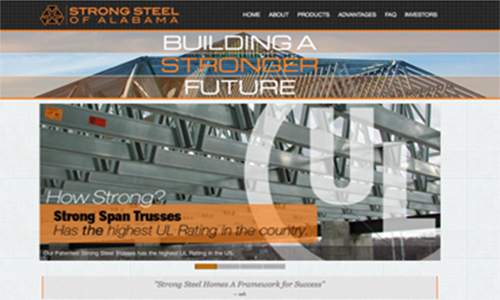 STRONG STEEL
OF ALABAMA
HOME ABOUT PRODUCTS ADVANTAGES FAQ INVESTORS
BUILDING A
STRONGER
FUTURE
UL
How Strong?
Strong Span Trusses
Has the highest UL Rating in the country.
Our Patented Strong Steel Trusses has the highest UL Rating in the US.
"Strong Steel Homes A Framework for Success"